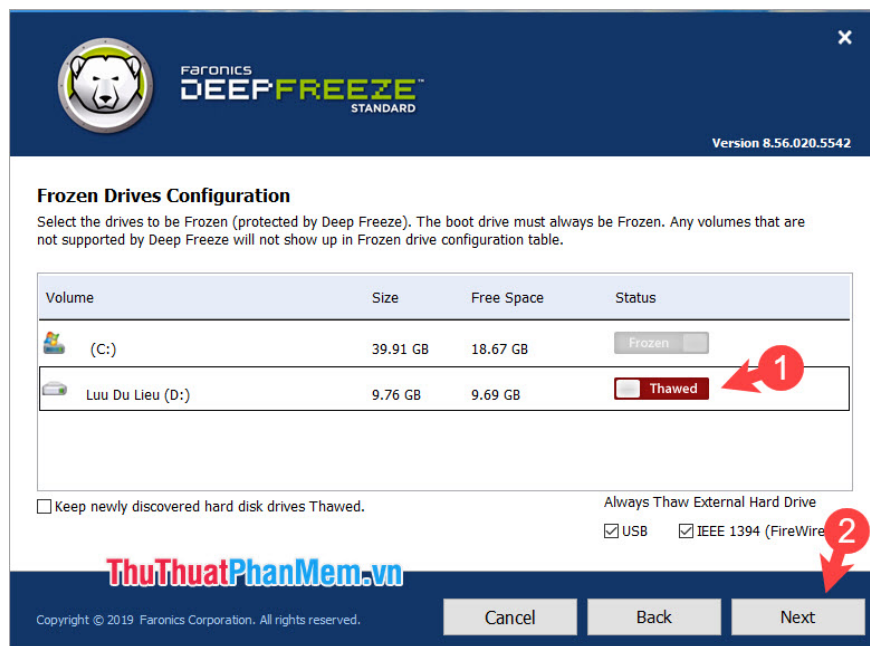 Faronics
DEEPFREEZE™
STANDARD
Version 8.56.020.5542
Frozen Drives Configuration
Select the drives to be Frozen (protected by Deep Freeze). The boot drive must always be Frozen. Any volumes that are
not supported by Deep Freeze will not show up in Frozen drive configuration table.
Volume Size Free Space Status
(C:) 39.91 GB 18.67 GB Frozen
1
Luu Du Lieu (D:) 9.76 GB 9.69 GB Thawed
Keep newly discovered hard disk drives Thawed.
Always Thaw External Hard Drive
USB IEEE 1394 (FireWire
2
ThuThuatPhanMem.vn
Copyright © 2019 Faronics Corporation. All rights reserved.
Cancel Back Next